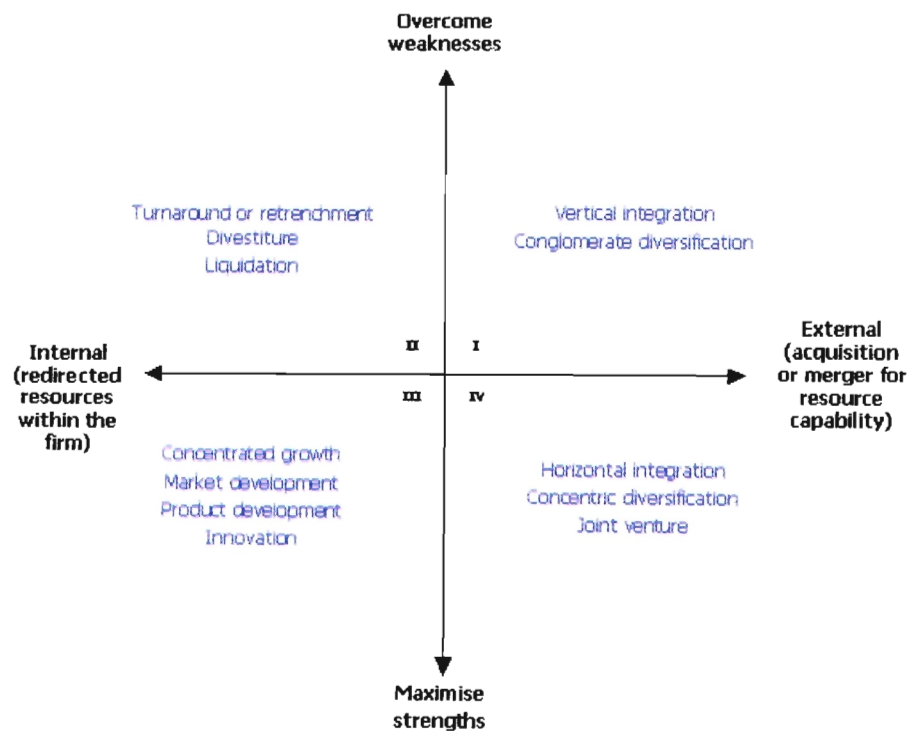 Overcome
weaknesses
Turnaround or retrenchment
Divestiture
Liquidation
Vertical integration
Conglomerate diversification
Internal
(redirected
resources
within the
firm)
II
I
III
IV
External
(acquisition
or merger for
resource
capability)
Concentrated growth
Market development
Product development
Innovation
Horizontal integration
Concentric diversification
Joint venture
Maximise
strengths